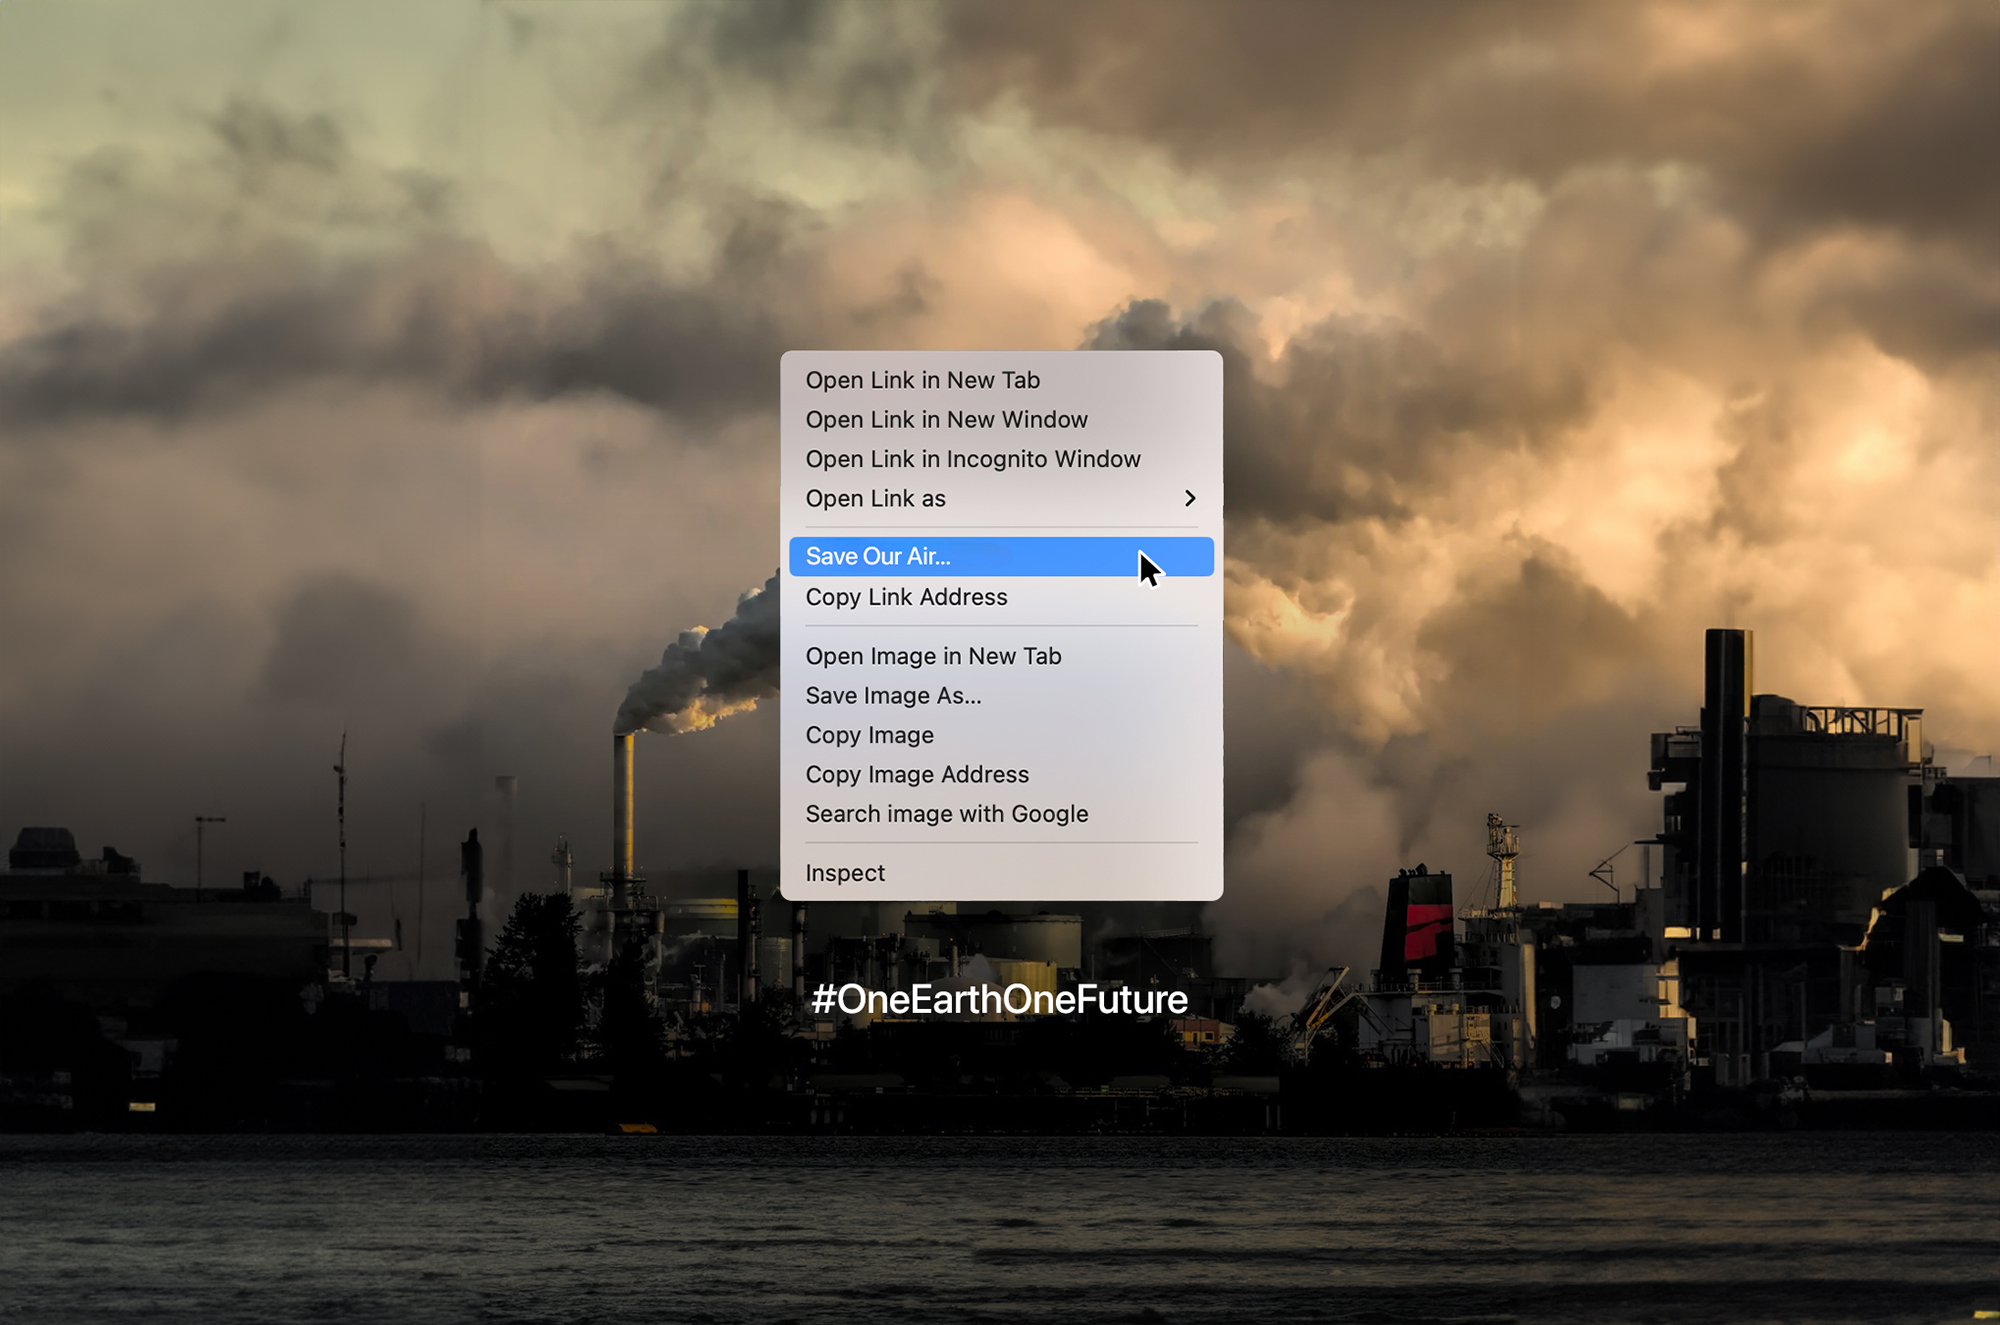 Open Link in New Tab
Open Link in New Window
Open Link in Incognito Window
Open Link as
Save Our Air...
Copy Link Address
Open Image in New Tab
Save Image As...
Copy Image
Copy Image Address
Search image with Google
Inspect
#OneEarthOneFuture